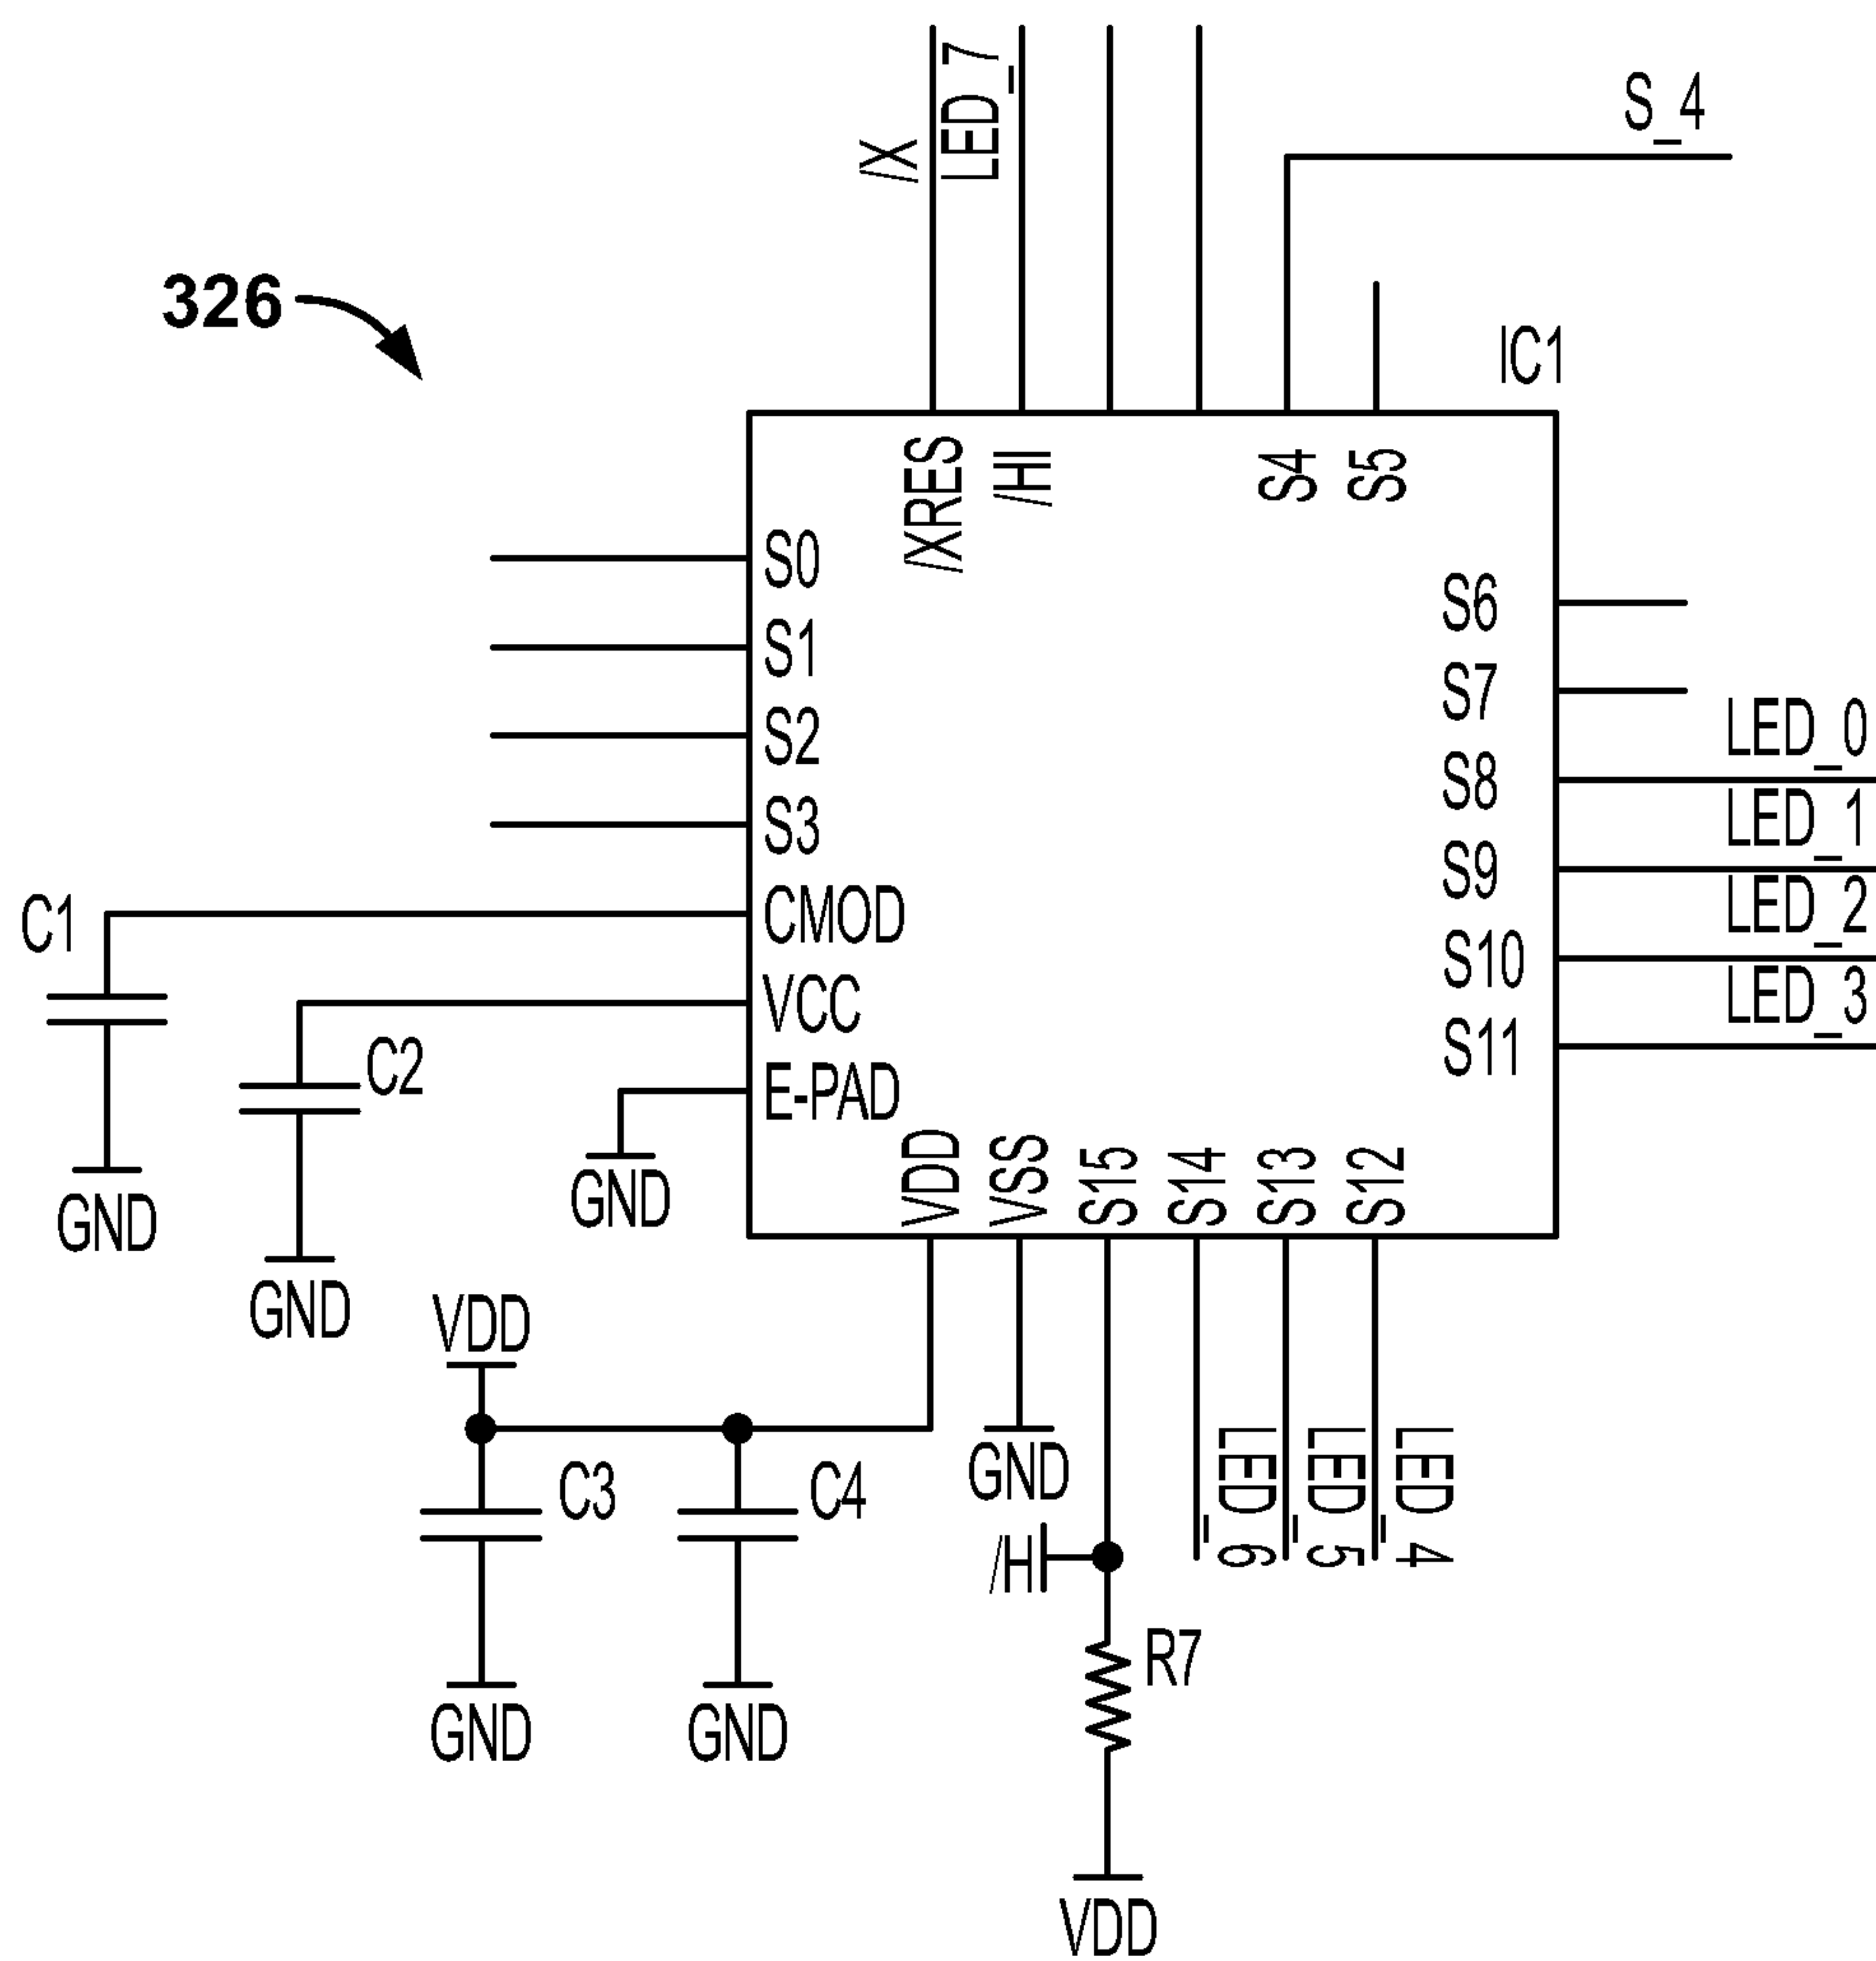 S_4
/X
LED_7
326
IC1
/XRES
/HI
S4
S5
S0
S1
S2
S3
CMOD
VCC
E-PAD
S6
S7
S8
S9
S10
S11
LED_0
LED_1
LED_2
LED_3
C1
C2
GND
GND
GND
VDD
VSS
S15
S14
S13
S12
VDD
C3
C4
GND
LED_6
LED_5
LED_4
/H
R7
GND
GND
VDD